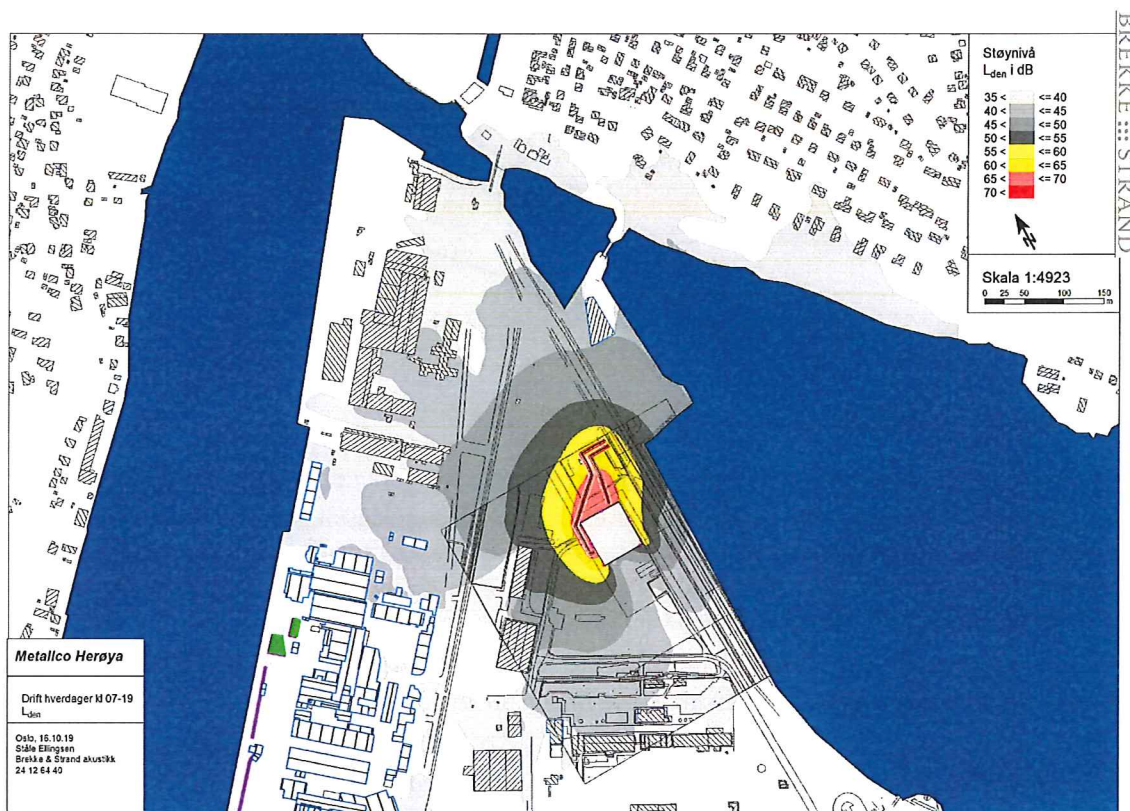 BREKKE STRAND
Støynivå
Lden i dB
35 < <= 40
40 < <= 45
45 < <= 50
50 < <= 55
55 < <= 60
60 < <= 65
65 < <= 70
70 <
N
Skala 1:4923
0 25 50 100 150
m
Metallco Herøya
Drift hverdager kl 07-19
Lden
Oslo, 16.10.19
Ståle Ellingsen
Brekke & Strand akustikk
24 12 64 40